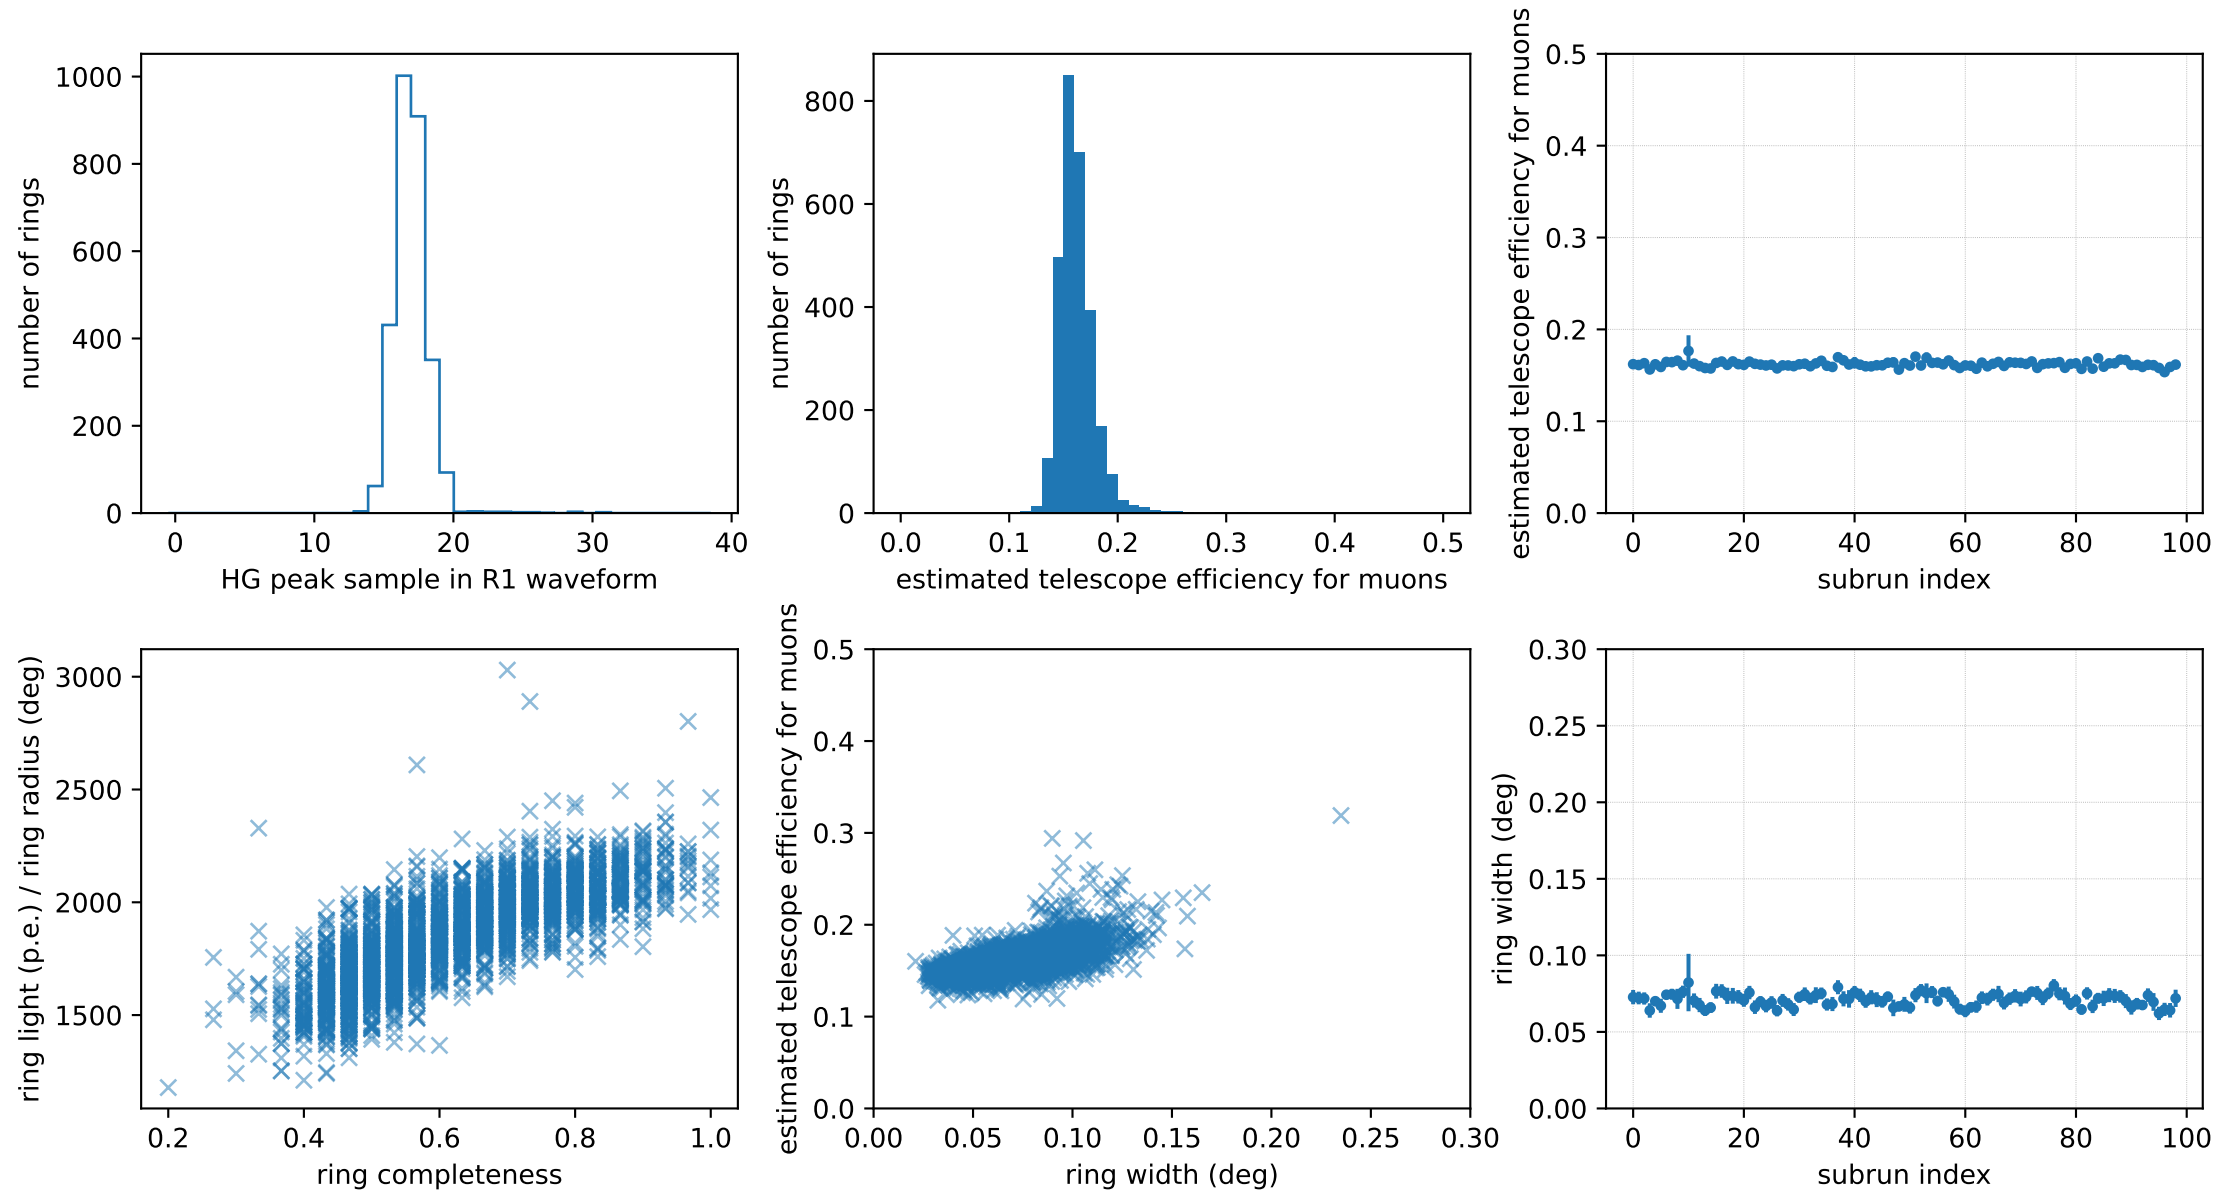 number of rings
1000
800
600
400
200
0
0 10 20 30 40
HG peak sample in R1 waveform
number of rings
800
600
400
200
0
0.0 0.1 0.2 0.3 0.4 0.5
estimated telescope efficiency for muons
estimated telescope efficiency for muons
0.5
0.4
0.3
0.2
0.1
0.0
0 20 40 60 80 100
subrun index
ring light (p.e.) / ring radius (deg)
3000
2500
2000
1500
0.2 0.4 0.6 0.8 1.0
ring completeness
estimated telescope efficiency for muons
0.5
0.4
0.3
0.2
0.1
0.0
0.00 0.05 0.10 0.15 0.20 0.25 0.30
ring width (deg)
ring width (deg)
0.30
0.25
0.20
0.15
0.10
0.05
0.00
0 20 40 60 80 100
subrun index